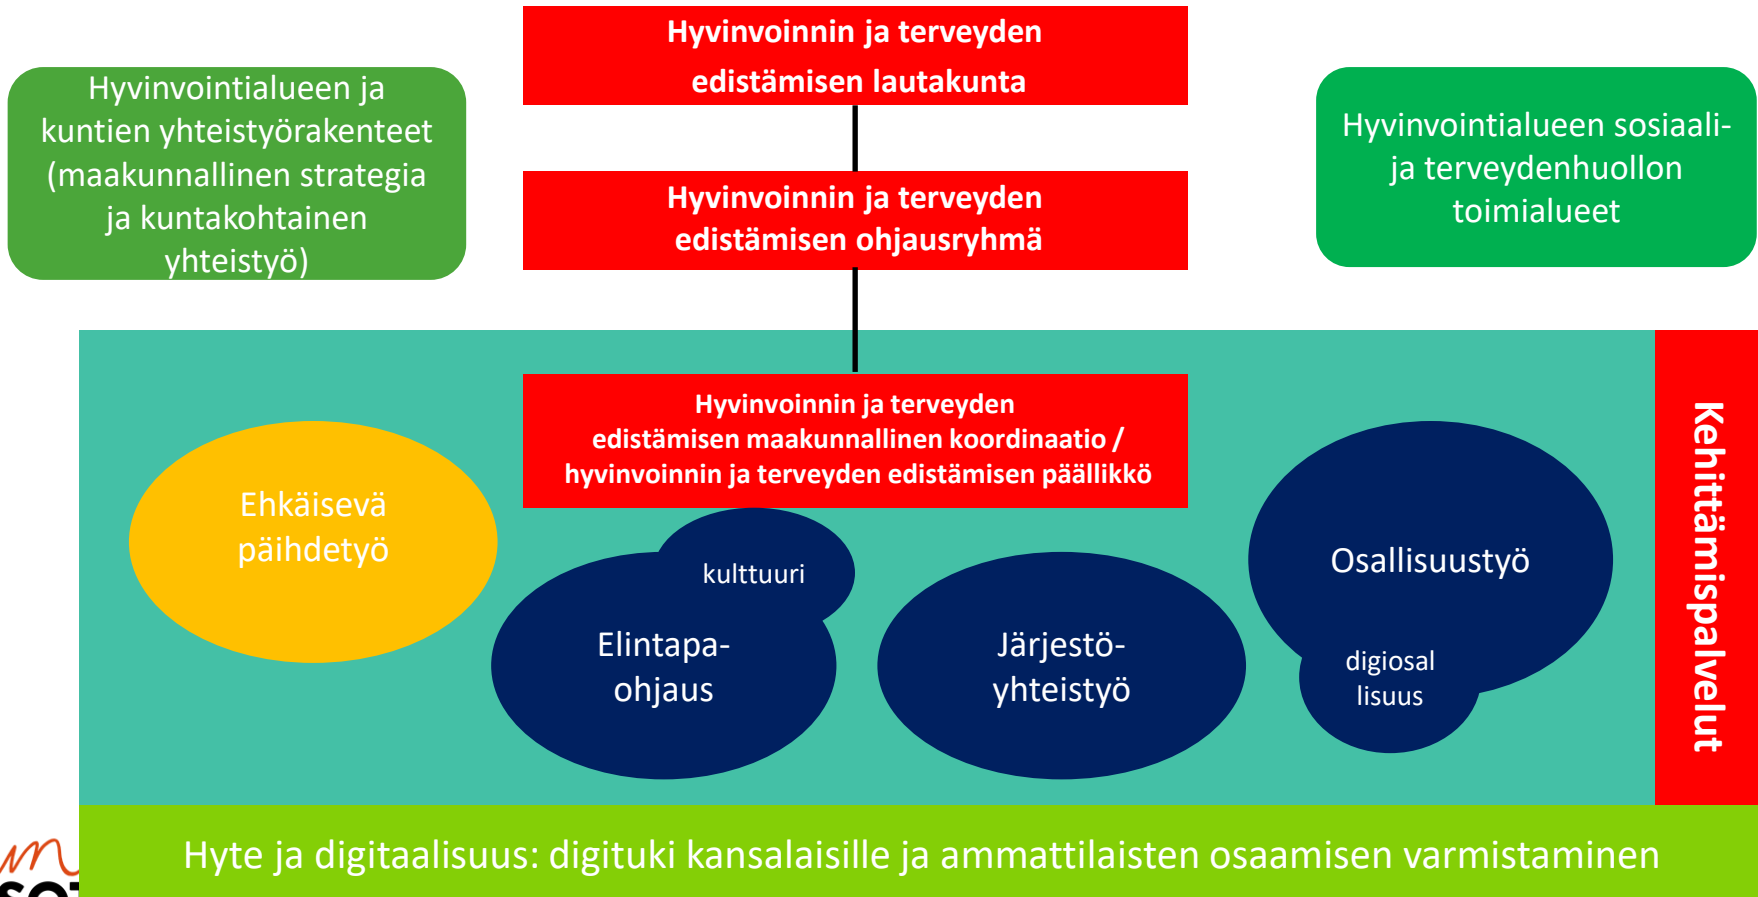 Hyvinvoinnin ja terveyden
edistämisen lautakunta
Hyvinvointialueen ja
kuntien yhteistyörakenteet
(maakunnallinen strategia
ja kuntakohtainen
yhteistyö)
Hyvinvointialueen sosiaali-
ja terveydenhuollon
toimialueet
Hyvinvoinnin ja terveyden
edistämisen ohjausryhmä
Hyvinvoinnin ja terveyden
edistämisen maakunnallinen koordinaatio /
hyvinvoinnin ja terveyden edistämisen päällikkö
Ehkäisevä
päihdetyö
kulttuuri
Elintapa-
ohjaus
Järjestö-
yhteistyö
Osallisuustyö
digiosal
lisuus
Kehittämispalvelut
Hyte ja digitaalisuus: digituki kansalaisille ja ammattilaisten osaamisen varmistaminen